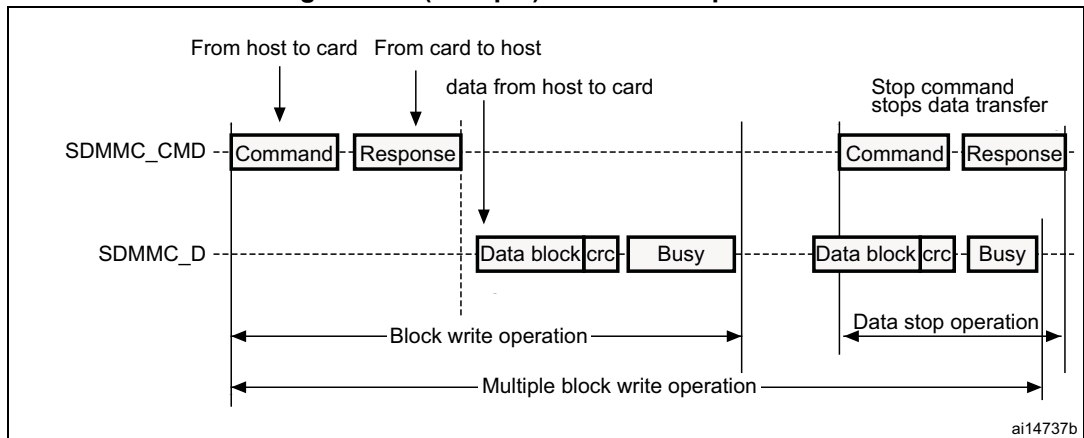 From host to card From card to host
data from host to card
Stop command
stops data transfer
SDMMC_CMD Command Response Command Response
SDMMC_D Data block crc Busy Data block crc Busy
Block write operation Data stop operation
Multiple block write operation
ai14737b